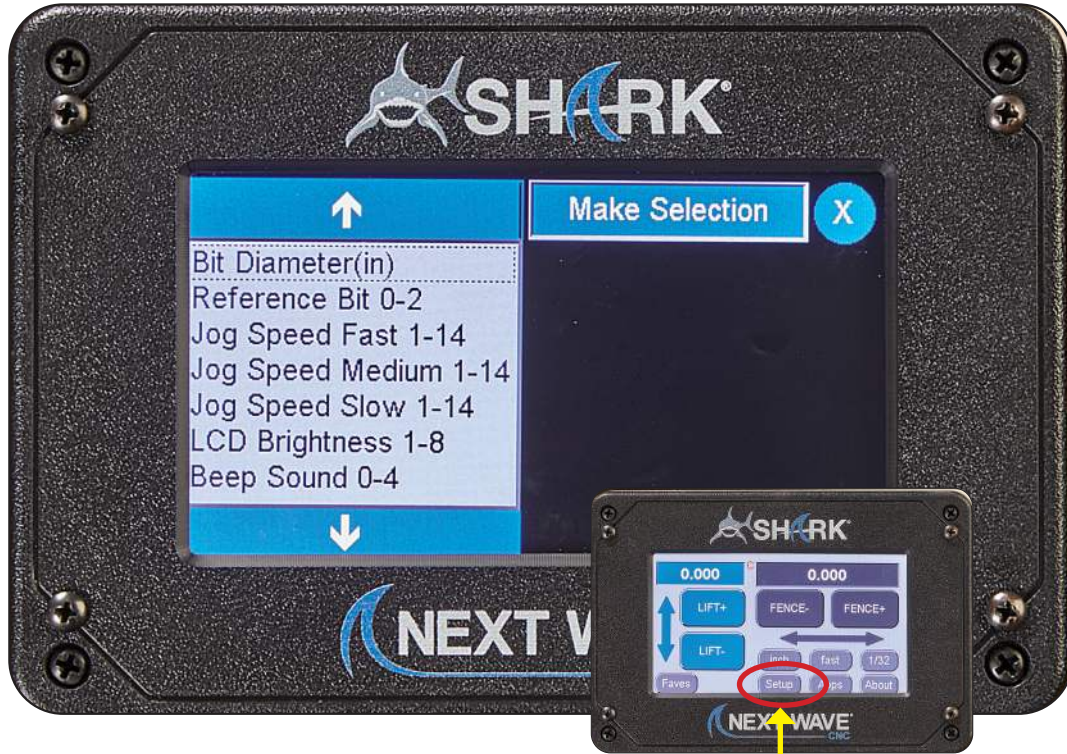 SHARK®
Make Selection
X
Bit Diameter(in)
Reference Bit 0-2
Jog Speed Fast 1-14
Jog Speed Medium 1-14
Jog Speed Slow 1-14
LCD Brightness 1-8
Beep Sound 0-4
NEXT
SHARK®
0.000 C 0.000
LIFT+ FENCE- FENCE+
LIFT-
inch fast 1/32
Faves Setup Apps About
NEXT WAVE
CNC